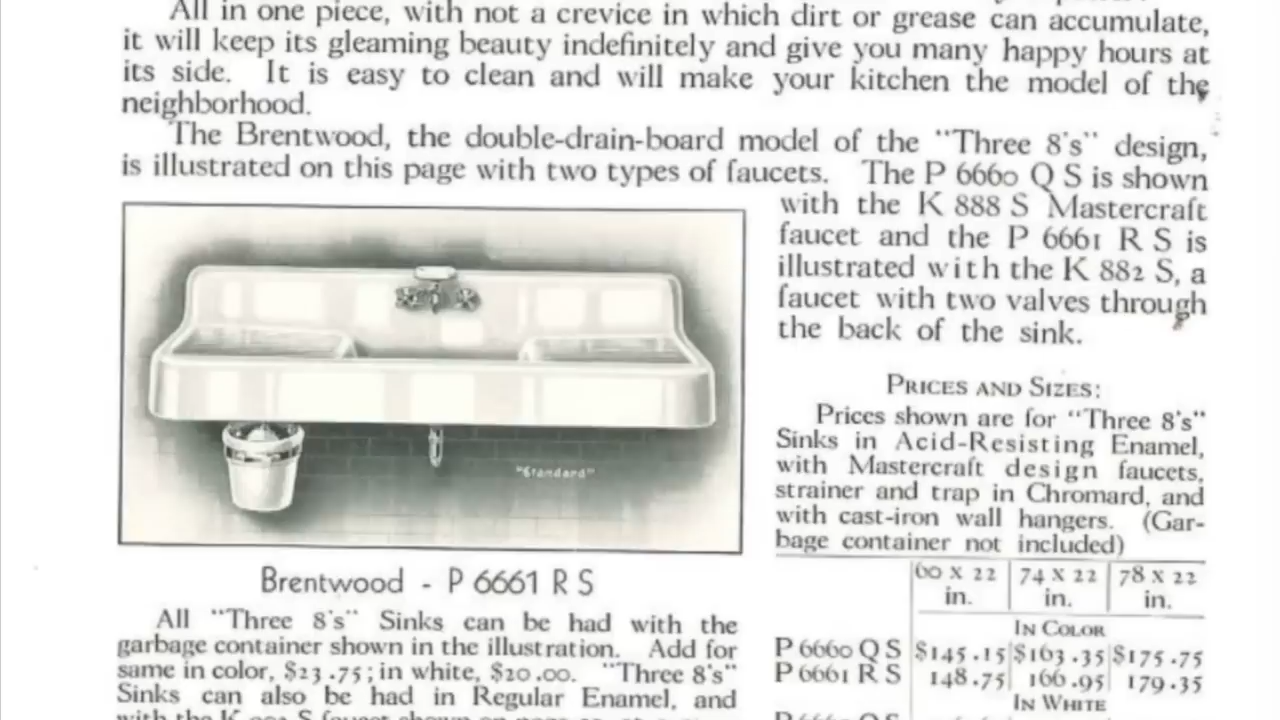 All in one piece, with not a crevice in which dirt or grease can accumulate,
it will keep its gleaming beauty indefinitely and give you many happy hours at
its side. It is easy to clean and will make your kitchen the model of the
neighborhood.
The Brentwood, the double-drain-board model of the "Three 8's" design,
is illustrated on this page with two types of faucets. The P 6660 Q S is shown
with the K 888 S Mastercraft
faucet and the P 6661 R S is
illustrated with the K 882 S, a
faucet with two valves through
the back of the sink.
"Standard"
Brentwood - P 6661 R S
All "Three 8's" Sinks can be had with the
garbage container shown in the illustration. Add for
same in color, $23.75; in white, $20.00. "Three 8's"
Sinks can also be had in Regular Enamel, and
PRICES AND SIZES:
Prices shown are for "Three 8's"
Sinks in Acid-Resisting Enamel,
with Mastercraft design faucets,
strainer and trap in Chromard, and
with cast-iron wall hangers. (Gar-
bage container not included)
60 X 22 74 X 22 78 X 22
in. in. in.
IN COLOR
P 6660 Q S $145.15 $163.35 $175.75
P 6661 R S 148.75 166.95 179.35
IN WHITE